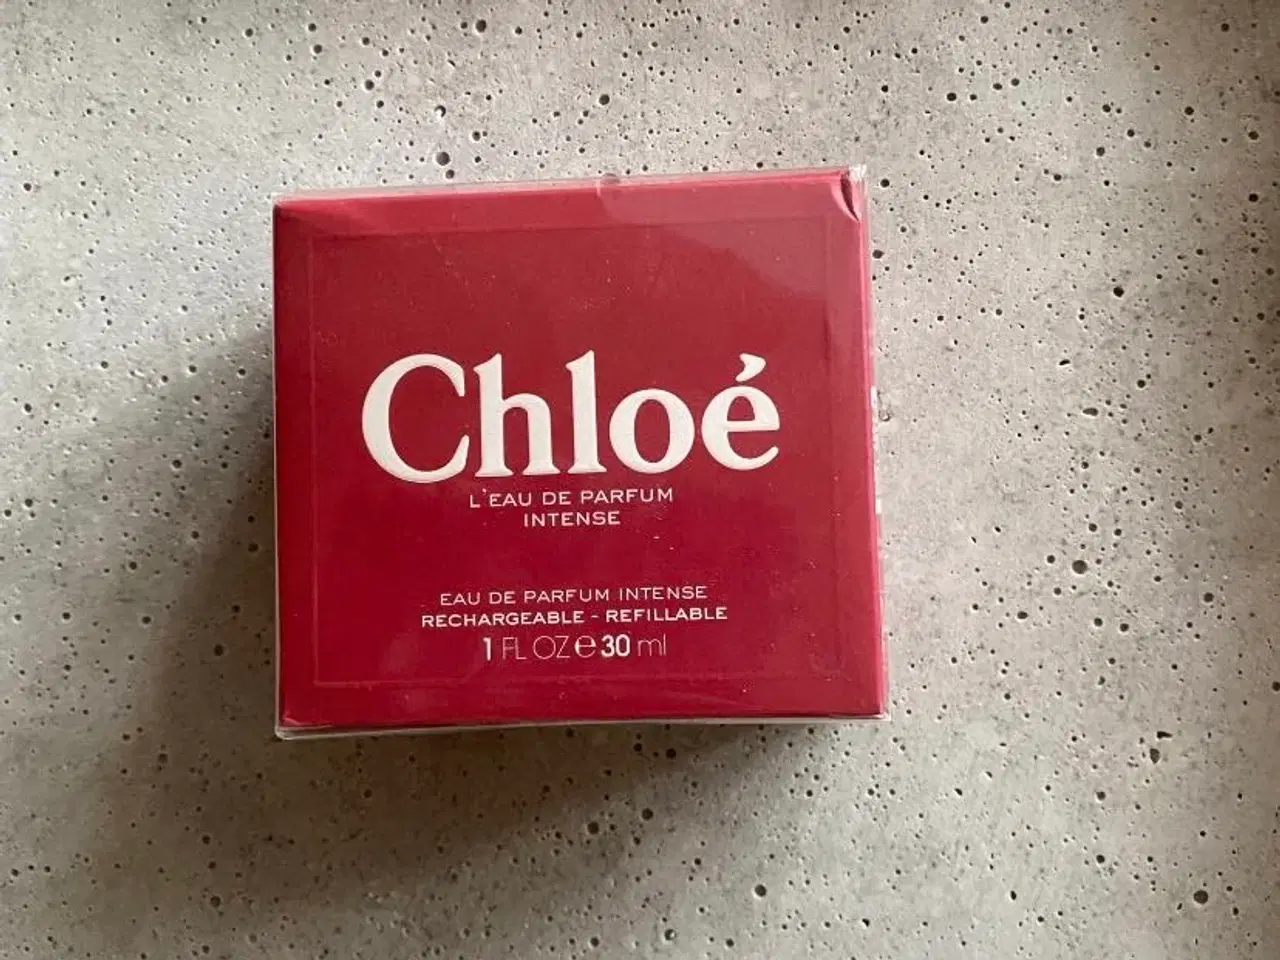 Chloé
L'EAU DE PARFUM
INTENSE
EAU DE PARFUM INTENSE
RECHARGEABLE - REFILLABLE
1 FL OZ e 30 ml